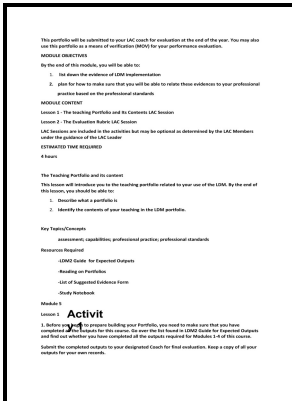 This portfolio will be submitted to your LAC coach for evaluation at the end of the year. You may also
use this portfolio as a means of verification (MOV) for your performance evaluation.
MODULE OBJECTIVES
By the end of this module, you will be able to:
1. list down the evidence of LDM implementation
2. plan for how to make sure that you will be able to relate these evidences to your professional
practice based on the professional standards
MODULE CONTENT
Lesson 1 - The teaching Portfolio and Its Contents LAC Session
Lesson 2 - The Evaluation Rubric LAC Session
LAC Sessions are included in the activities but may be optional as determined by the LAC Members
under the guidance of the LAC Leader
ESTIMATED TIME REQUIRED
4 hours
The Teaching Portfolio and its content
This lesson will introduce you to the teaching portfolio related to your use of the LDM. By the end of
this lesson, you should be able to:
1. Describe what a portfolio is
2. Identify the contents of your teaching in the LDM portfolio.
Key Topics/Concepts
assessment; capabilities; professional practice; professional standards
Resources Required
-LDM2 Guide for Expected Outputs
-Reading on Portfolios
-List of Suggested Evidence Form
-Study Notebook
Module 5
Lesson 1 Activit
y 1
1. Before you to prepare building your Portfolio, you need to make sure that you have
completed all the outputs for this course. Go over the list found in LDM2 Guide for Expected Outputs
and find out whether you have completed all the outputs required for Modules 1-4 of this course.
Submit the completed outputs to your designated Coach for final evaluation. Keep a copy of all your
outputs for your own records.